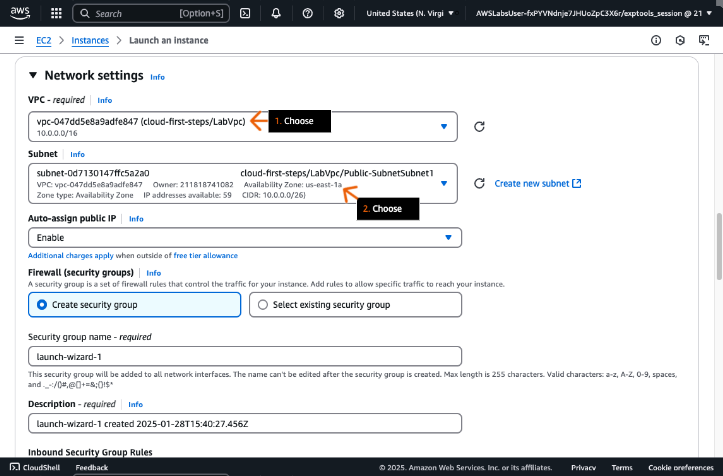 aws
Search
[Option+S]
United States (N. Virgi
AWSLabsUser-fxPYVNdnje7JHUoZpC3X6r/exptools_session @ 21
EC2 > Instances > Launch an instance
Network settings Info
VPC - required Info
vpc-047dd5e8a9adfe847 (cloud-first-steps/LabVpc)
10.0.0.0/16
1. Choose
Subnet Info
subnet-0d7130147ffc5a2a0 cloud-first-steps/LabVpc/Public-SubnetSubnet1
VPC: vpc-047dd5e8a9adfe847 Owner: 211818741082 Availability Zone: us-east-1a
Zone type: Availability Zone IP addresses available: 59 CIDR: 10.0.0.0/26)
Create new subnet
2. Choose
Auto-assign public IP Info
Enable
Additional charges apply when outside of free tier allowance
Firewall (security groups) Info
A security group is a set of firewall rules that control the traffic for your instance. Add rules to allow specific traffic to reach your instance.
Create security group
Select existing security group
Security group name - required
launch-wizard-1
This security group will be added to all network interfaces. The name can't be edited after the security group is created. Max length is 255 characters. Valid characters: a-z, A-Z, 0-9, spaces,
and ._-:/()#,@[]+=&;{}!$*
Description - required Info
launch-wizard-1 created 2025-01-28T15:40:27.456Z
Inbound Security Group Rules
CloudShell Feedback © 2025, Amazon Web Services, Inc. or its affiliates. Privacy Terms Cookie preferences